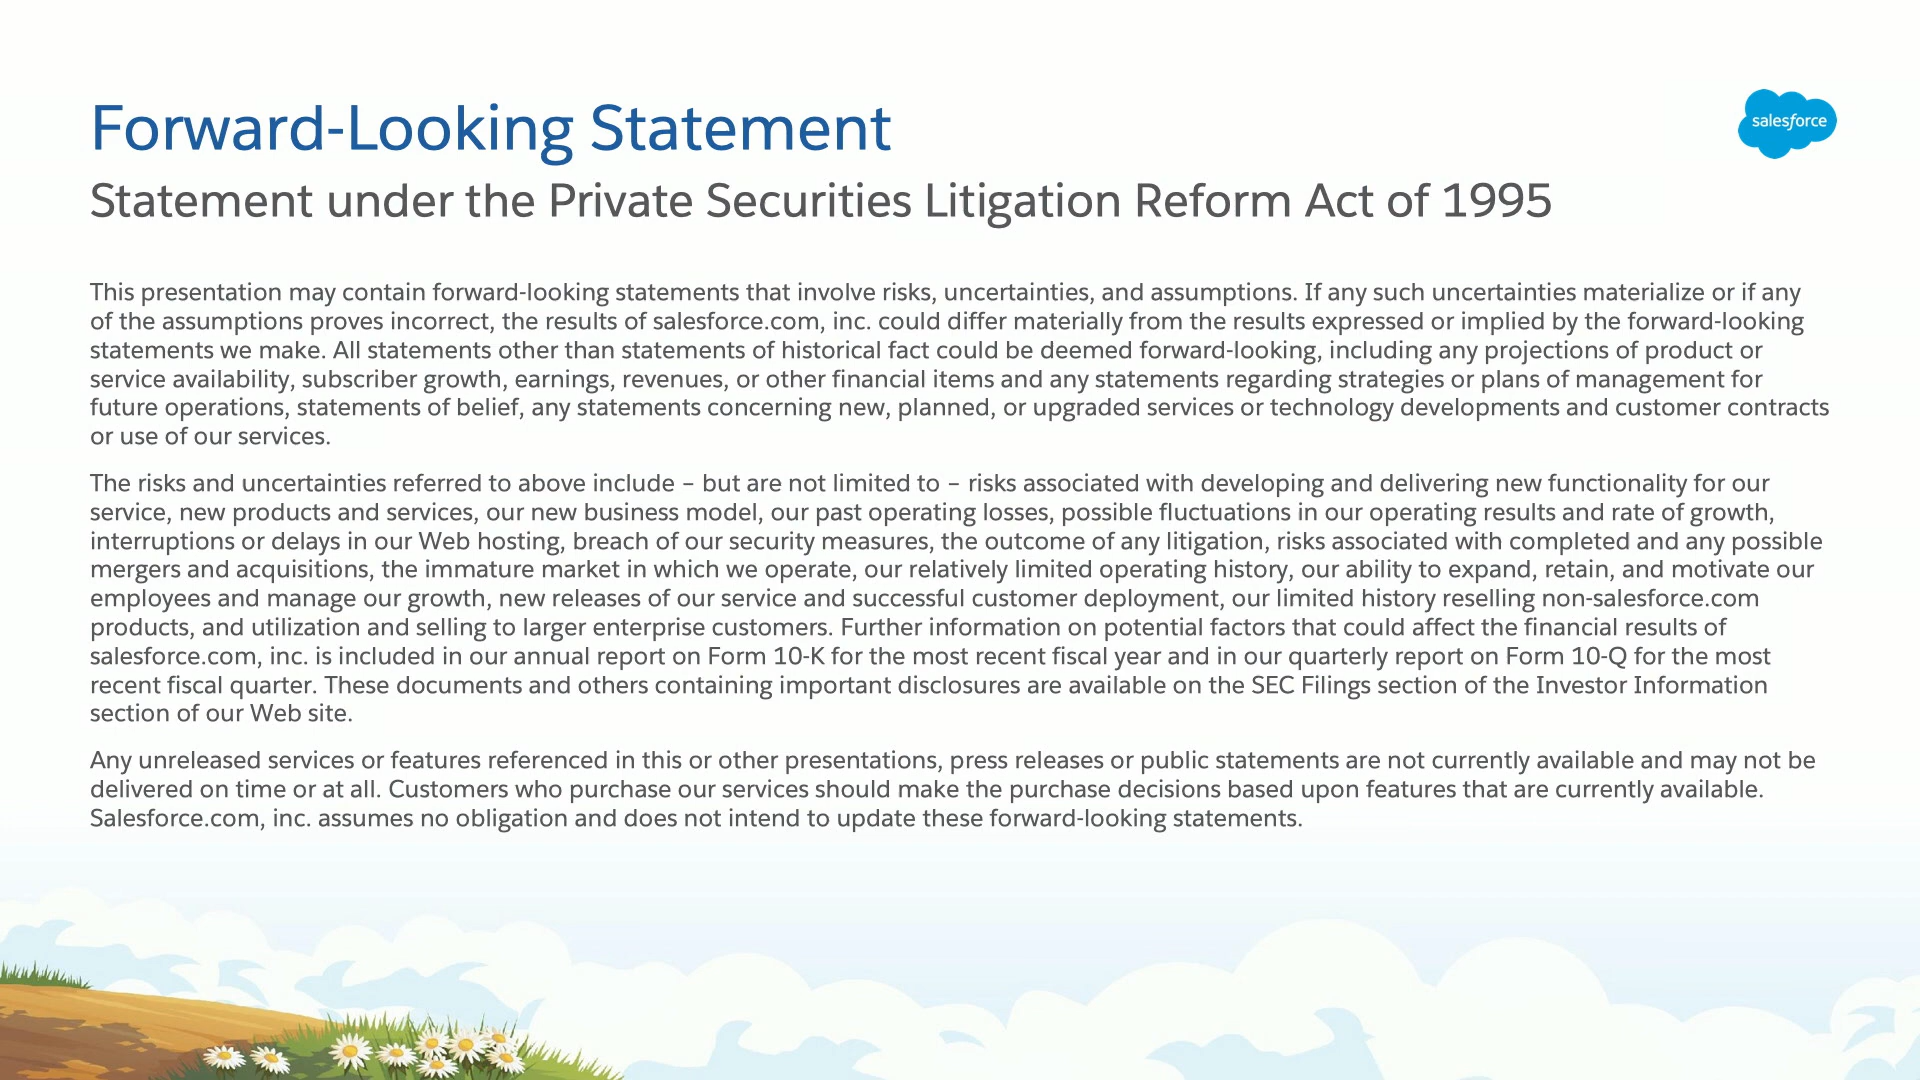 Forward-Looking Statement
salesforce
Statement under the Private Securities Litigation Reform Act of 1995
This presentation may contain forward-looking statements that involve risks, uncertainties, and assumptions. If any such uncertainties materialize or if any
of the assumptions proves incorrect, the results of salesforce.com, inc. could differ materially from the results expressed or implied by the forward-looking
statements we make. All statements other than statements of historical fact could be deemed forward-looking, including any projections of product or
service availability, subscriber growth, earnings, revenues, or other financial items and any statements regarding strategies or plans of management for
future operations, statements of belief, any statements concerning new, planned, or upgraded services or technology developments and customer contracts
or use of our services.
The risks and uncertainties referred to above include – but are not limited to – risks associated with developing and delivering new functionality for our
service, new products and services, our new business model, our past operating losses, possible fluctuations in our operating results and rate of growth,
interruptions or delays in our Web hosting, breach of our security measures, the outcome of any litigation, risks associated with completed and any possible
mergers and acquisitions, the immature market in which we operate, our relatively limited operating history, our ability to expand, retain, and motivate our
employees and manage our growth, new releases of our service and successful customer deployment, our limited history reselling non-salesforce.com
products, and utilization and selling to larger enterprise customers. Further information on potential factors that could affect the financial results of
salesforce.com, inc. is included in our annual report on Form 10-K for the most recent fiscal year and in our quarterly report on Form 10-Q for the most
recent fiscal quarter. These documents and others containing important disclosures are available on the SEC Filings section of the Investor Information
section of our Web site.
Any unreleased services or features referenced in this or other presentations, press releases or public statements are not currently available and may not be
delivered on time or at all. Customers who purchase our services should make the purchase decisions based upon features that are currently available.
Salesforce.com, inc. assumes no obligation and does not intend to update these forward-looking statements.